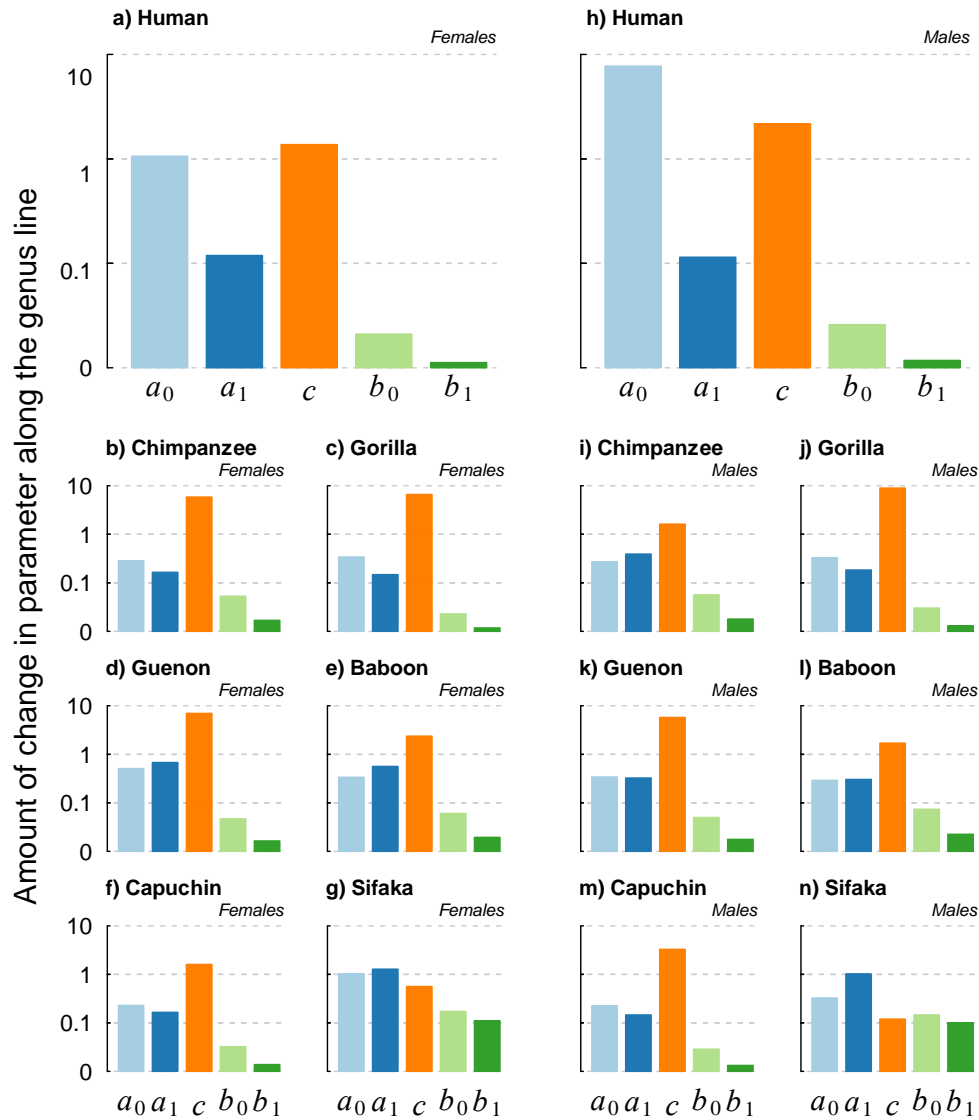 a) Human
Females
h) Human
Males
Amount of change in parameter along the genus line
10
1
0.1
0
a0 a1 c b0 b1
a0 a1 c b0 b1
b) Chimpanzee
Females
c) Gorilla
Females
i) Chimpanzee
Males
j) Gorilla
Males
10
1
0.1
0
d) Guenon
Females
e) Baboon
Females
k) Guenon
Males
l) Baboon
Males
10
1
0.1
0
f) Capuchin
Females
g) Sifaka
Females
m) Capuchin
Males
n) Sifaka
Males
10
1
0.1
0
a0 a1 c b0 b1
a0 a1 c b0 b1
a0 a1 c b0 b1
a0 a1 c b0 b1